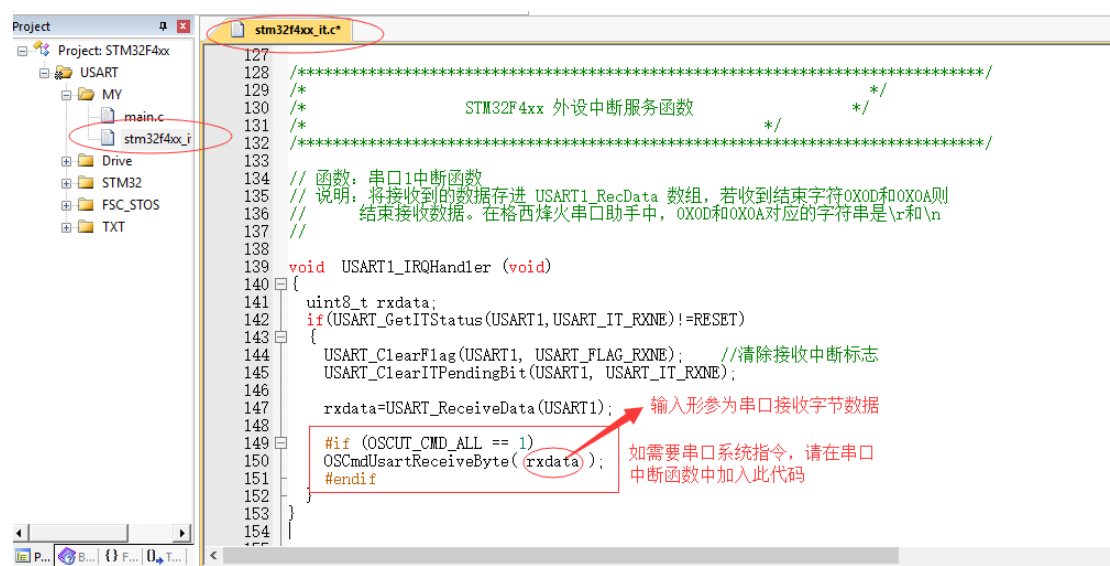 Project
stm32f4xx_it.c*
Project: STM32F4xx
USART
MY
main.c
stm32f4xx_i
Drive
STM32
FSC_STOS
TXT
127
128 /******************************************************************************/
129 /* */
130 /* STM32F4xx 外设中断服务函数 */
131 /* */
132 /******************************************************************************/
133
134 // 函数：串口1中断函数
135 // 说明：将接收到的数据存进 USART1_RecData 数组，若收到结束字符0X0D和0X0A则
136 // 结束接收数据。在格西烽火串口助手中，0X0D和0X0A对应的字符串是\r和\n
137 //
138
139 void USART1_IRQHandler (void)
140 {
141 uint8_t rxdata;
142 if(USART_GetITStatus(USART1,USART_IT_RXNE)!=RESET)
143 {
144 USART_ClearFlag(USART1, USART_FLAG_RXNE); //清除接收中断标志
145 USART_ClearITPendingBit(USART1, USART_IT_RXNE);
146
147 rxdata=USART_ReceiveData(USART1); 输入形参为串口接收字节数据
148
149 #if (OSCUT_CMD_ALL == 1)
150 OSCmdUsartReceiveByte( rxdata );
151 #endif
如需要串口系统指令，请在串口
中断函数中加入此代码
152 }
153 }
154
P... B... {} F... 0 T...